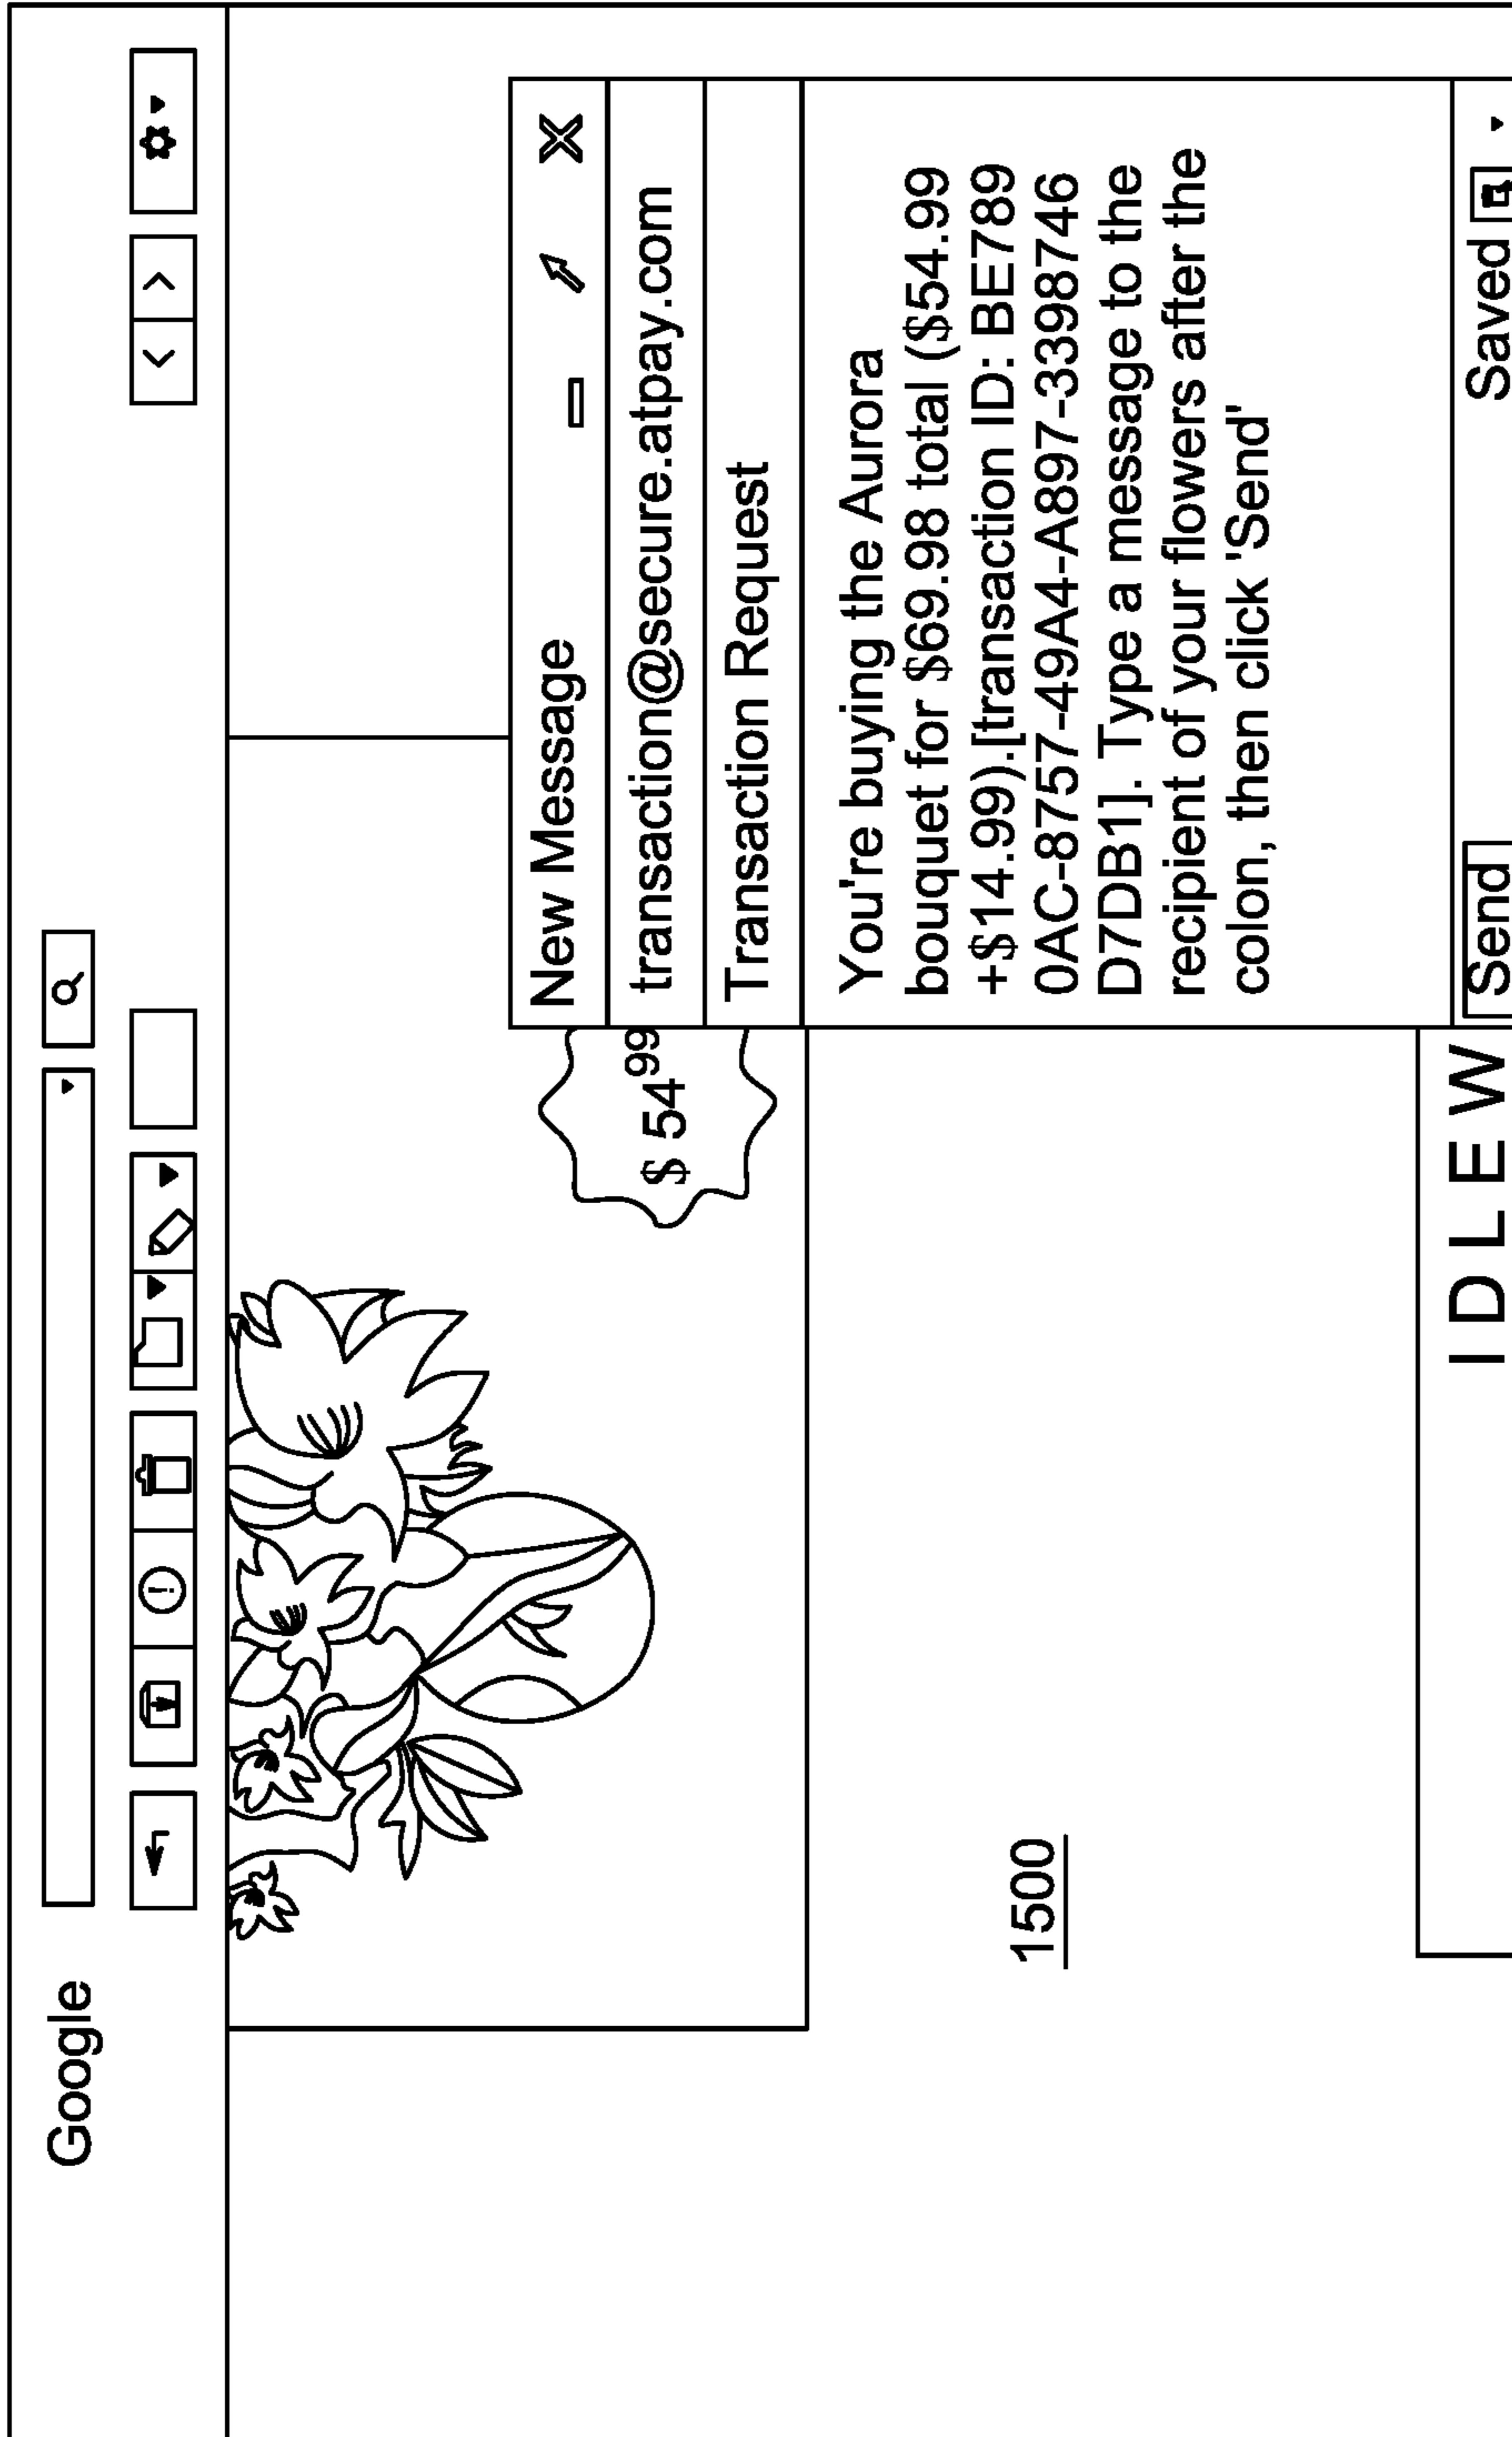 Google
$ 54 99
New Message
transaction@secure.atpay.com
Transaction Request
You're buying the Aurora
bouquet for $69.98 total ($54.99
+$14.99).[transaction ID: BE789
0AC-8757-49A4-A897-3398746
D7DB1]. Type a message to the
recipient of your flowers after the
colon, then click 'Send'
Send
Saved
1500
I D L E W